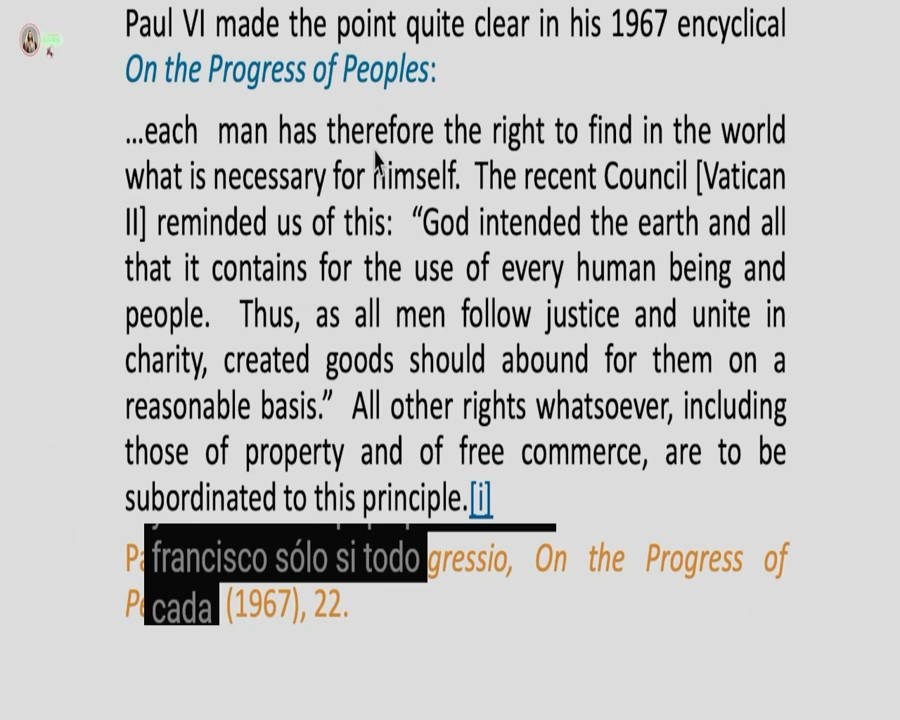 Paul VI made the point quite clear in his 1967 encyclical
On the Progress of Peoples:
...each man has therefore the right to find in the world
what is necessary for himself. The recent Council [Vatican
II] reminded us of this: “God intended the earth and all
that it contains for the use of every human being and
people. Thus, as all men follow justice and unite in
charity, created goods should abound for them on a
reasonable basis.” All other rights whatsoever, including
those of property and of free commerce, are to be
subordinated to this principle.[i]
francisco sólo si todo gressio, On the Progress of
cada (1967), 22.